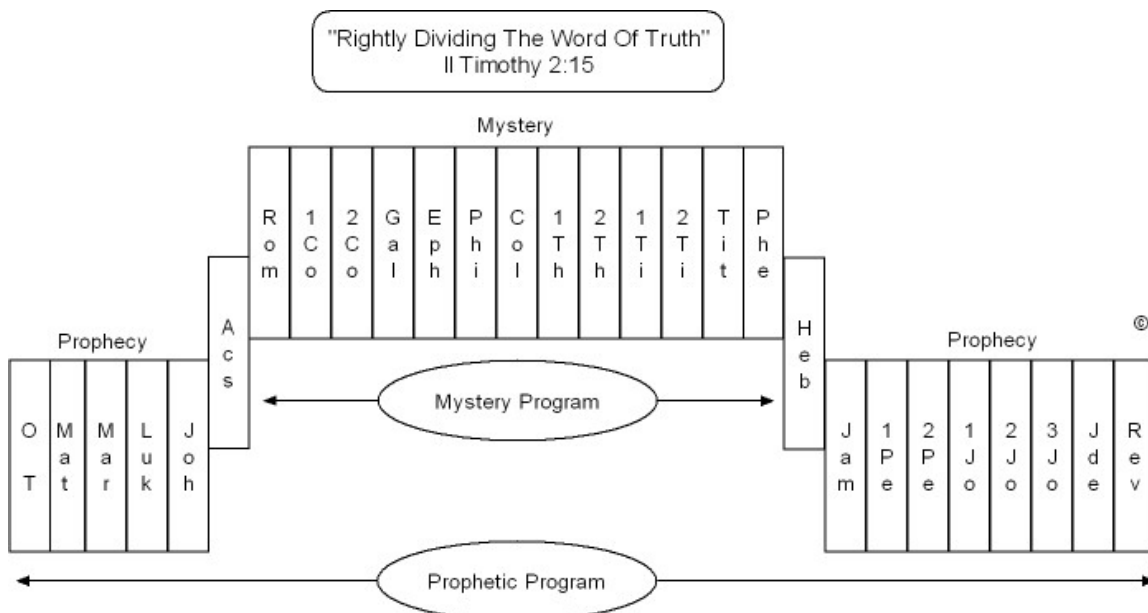 "Rightly Dividing The Word Of Truth"
II Timothy 2:15
Mystery
Rom
1Co
2Co
Gal
Eph
Phi
Col
1Th
2Th
1Ti
2Ti
Tit
Phe
Acs
Heb
©
Prophecy
Prophecy
Mystery Program
OT
Mat
Mar
Luk
Joh
Jam
1Pe
2Pe
1Jo
2Jo
3Jo
Jde
Rev
Prophetic Program